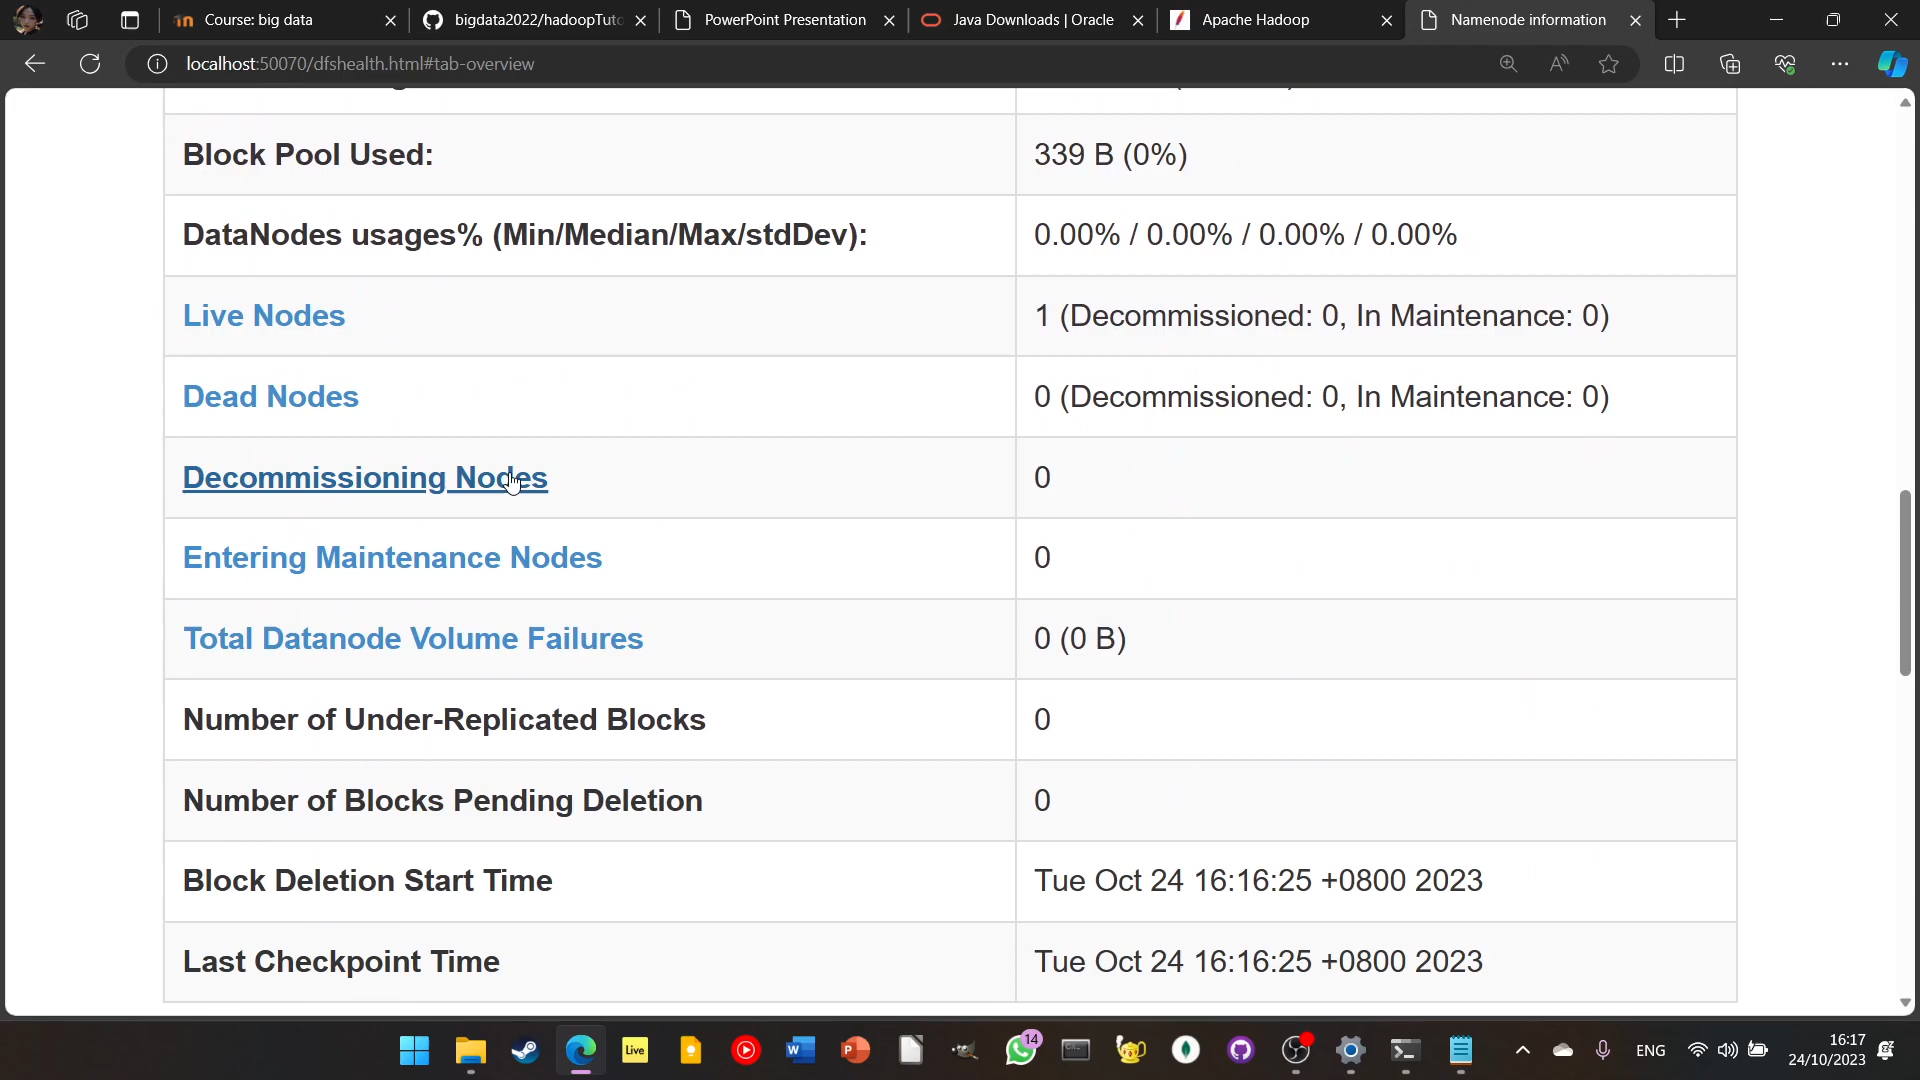 Course: big data
bigdata2022/hadoopTuto
PowerPoint Presentation
Java Downloads | Oracle
Apache Hadoop
Namenode information
localhost:50070/dfshealth.html#tab-overview
Block Pool Used: 339 B (0%)
DataNodes usages% (Min/Median/Max/stdDev): 0.00% / 0.00% / 0.00% / 0.00%
Live Nodes 1 (Decommissioned: 0, In Maintenance: 0)
Dead Nodes 0 (Decommissioned: 0, In Maintenance: 0)
Decommissioning Nodes 0
Entering Maintenance Nodes 0
Total Datanode Volume Failures 0 (0 B)
Number of Under-Replicated Blocks 0
Number of Blocks Pending Deletion 0
Block Deletion Start Time Tue Oct 24 16:16:25 +0800 2023
Last Checkpoint Time Tue Oct 24 16:16:25 +0800 2023
Live
14
ENG
16:17
24/10/2023